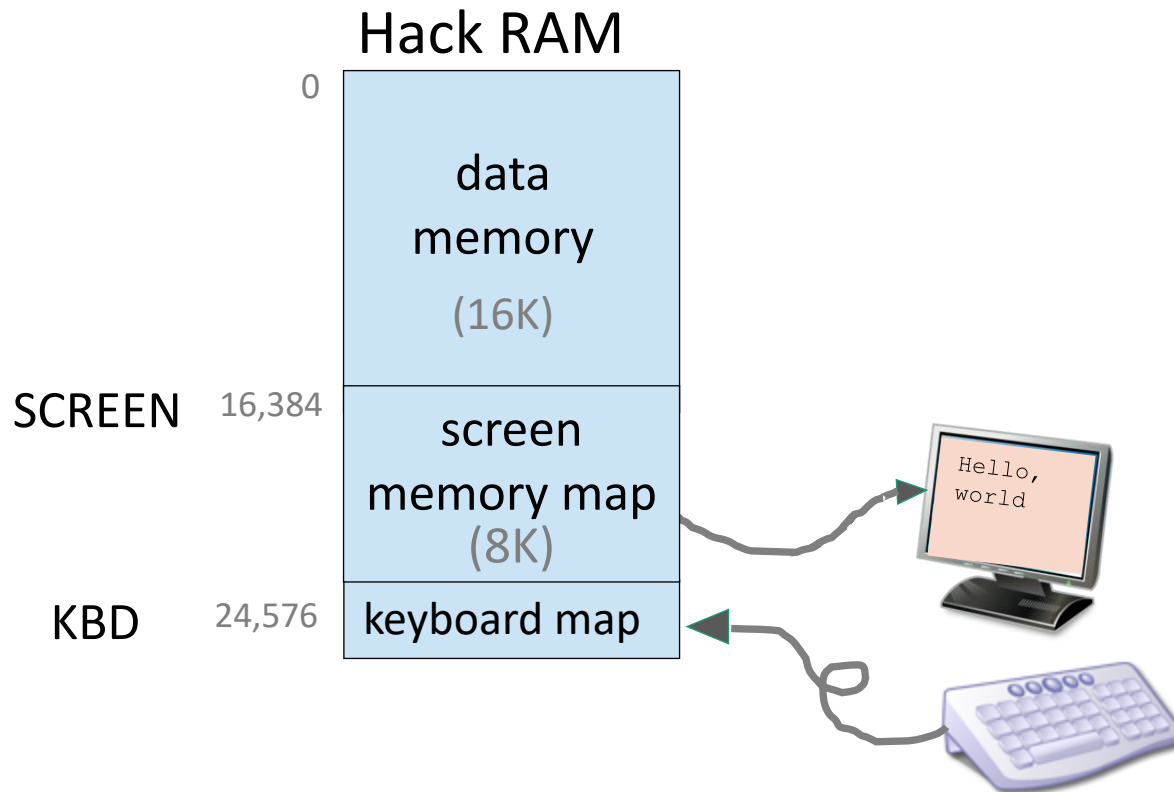 Hack RAM
0
data
memory
(16K)
SCREEN 16,384
screen
memory map
(8K)
Hello,
world
KBD 24,576 keyboard map